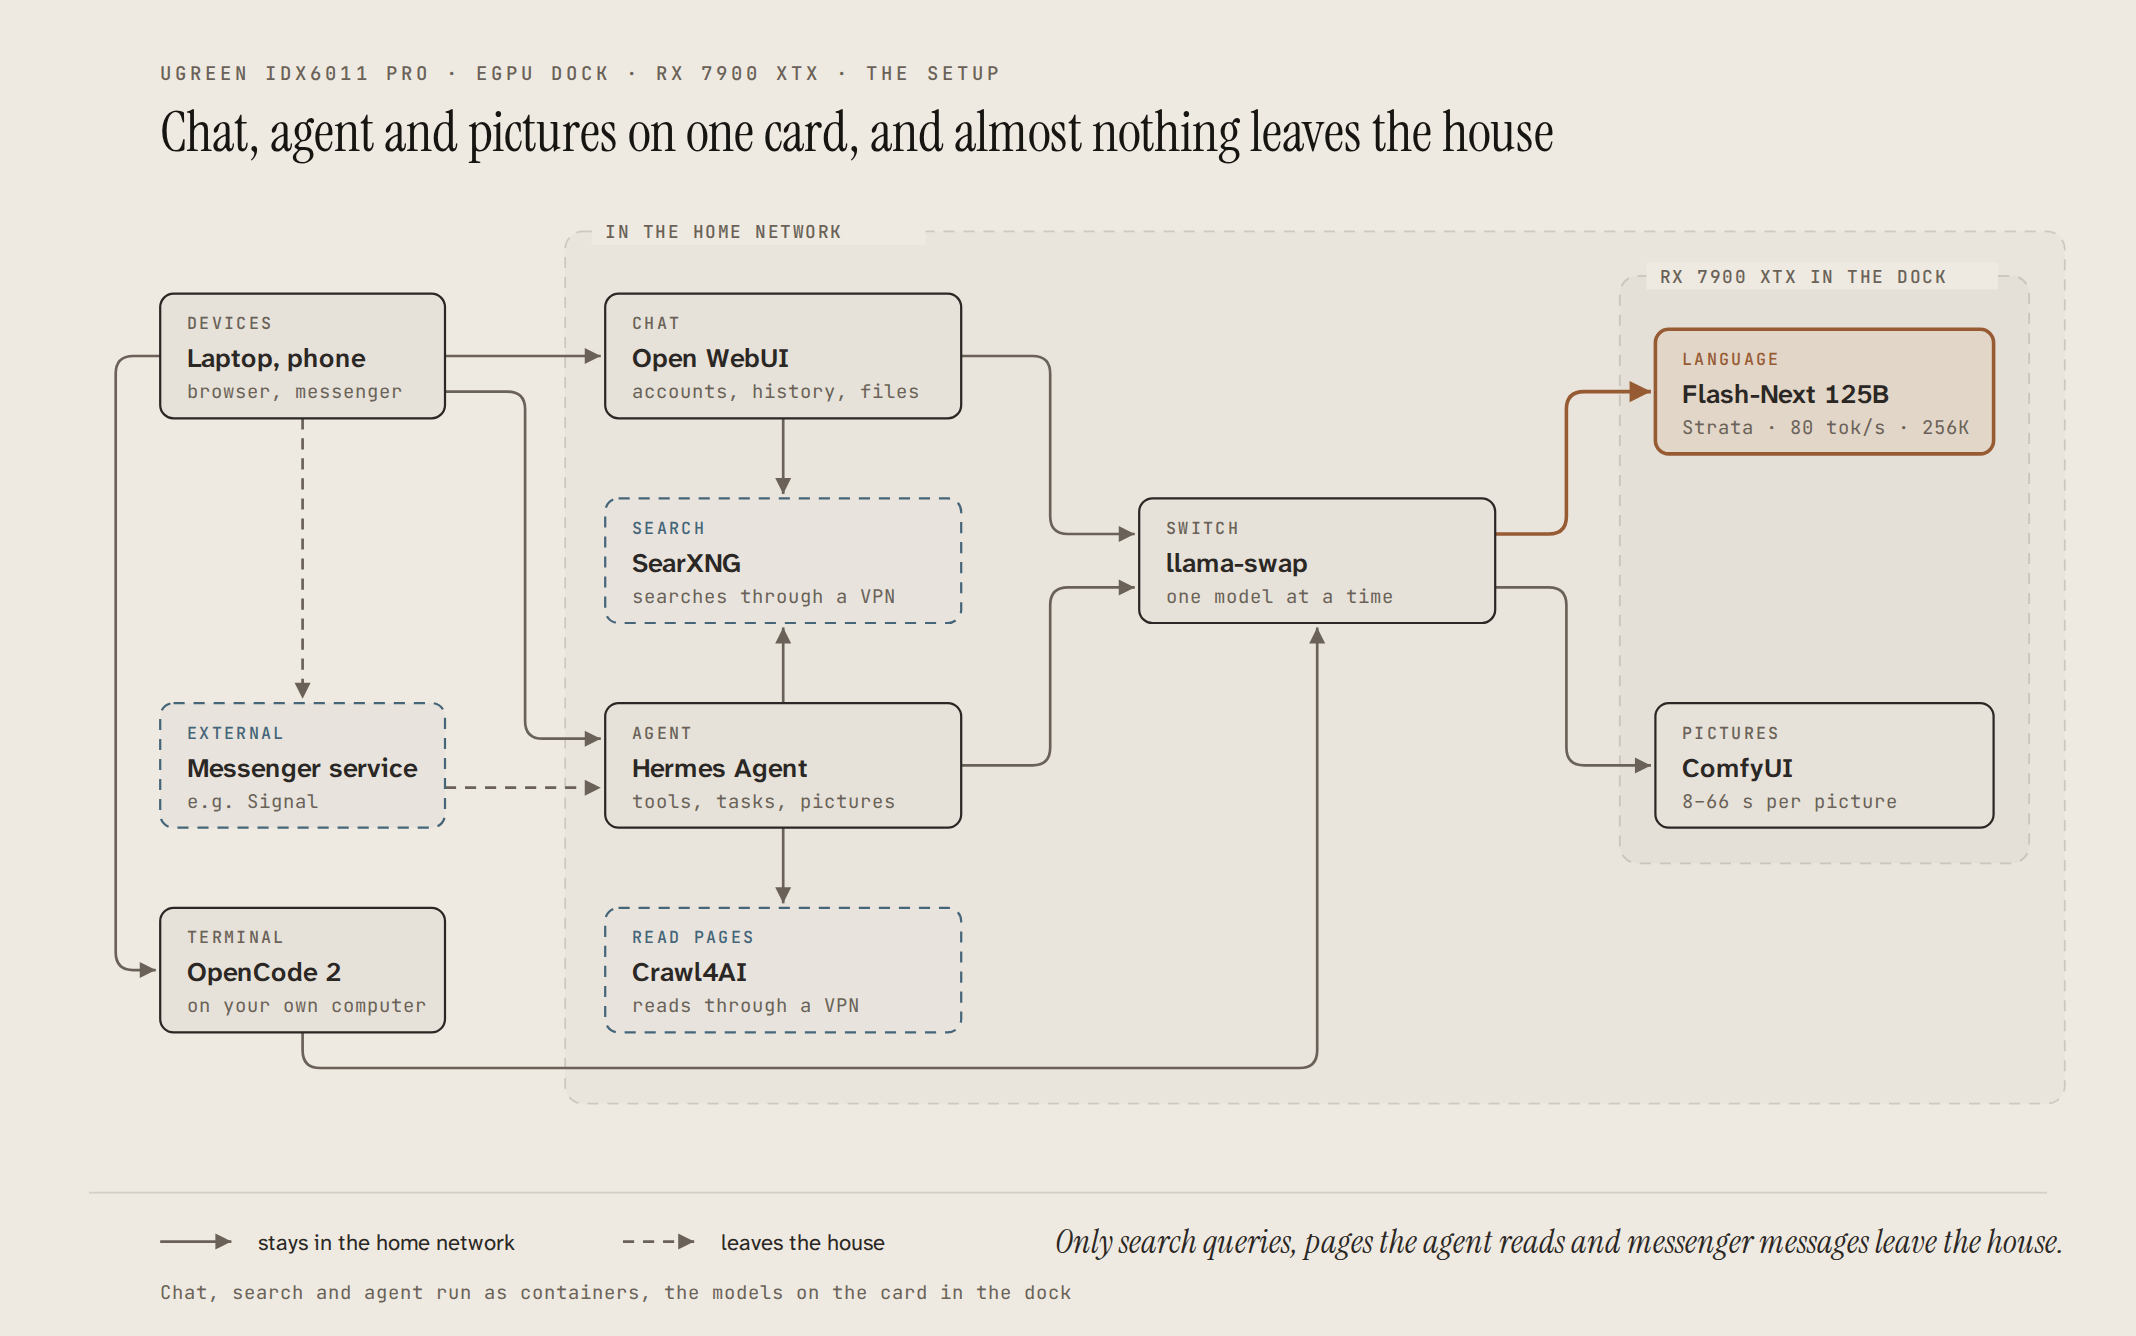 UGREEN IDX6011 PRO · EGPU DOCK · RX 7900 XTX · THE SETUP
Chat, agent and pictures on one card, and almost nothing leaves the house
IN THE HOME NETWORK
RX 7900 XTX IN THE DOCK
DEVICES
Laptop, phone
browser, messenger
CHAT
Open WebUI
accounts, history, files
LANGUAGE
Flash-Next 125B
Strata · 80 tok/s · 256K
SEARCH
SearXNG
searches through a VPN
SWITCH
llama-swap
one model at a time
EXTERNAL
Messenger service
e.g. Signal
AGENT
Hermes Agent
tools, tasks, pictures
PICTURES
ComfyUI
8–66 s per picture
TERMINAL
OpenCode 2
on your own computer
READ PAGES
Crawl4AI
reads through a VPN
stays in the home network
leaves the house
Only search queries, pages the agent reads and messenger messages leave the house.
Chat, search and agent run as containers, the models on the card in the dock